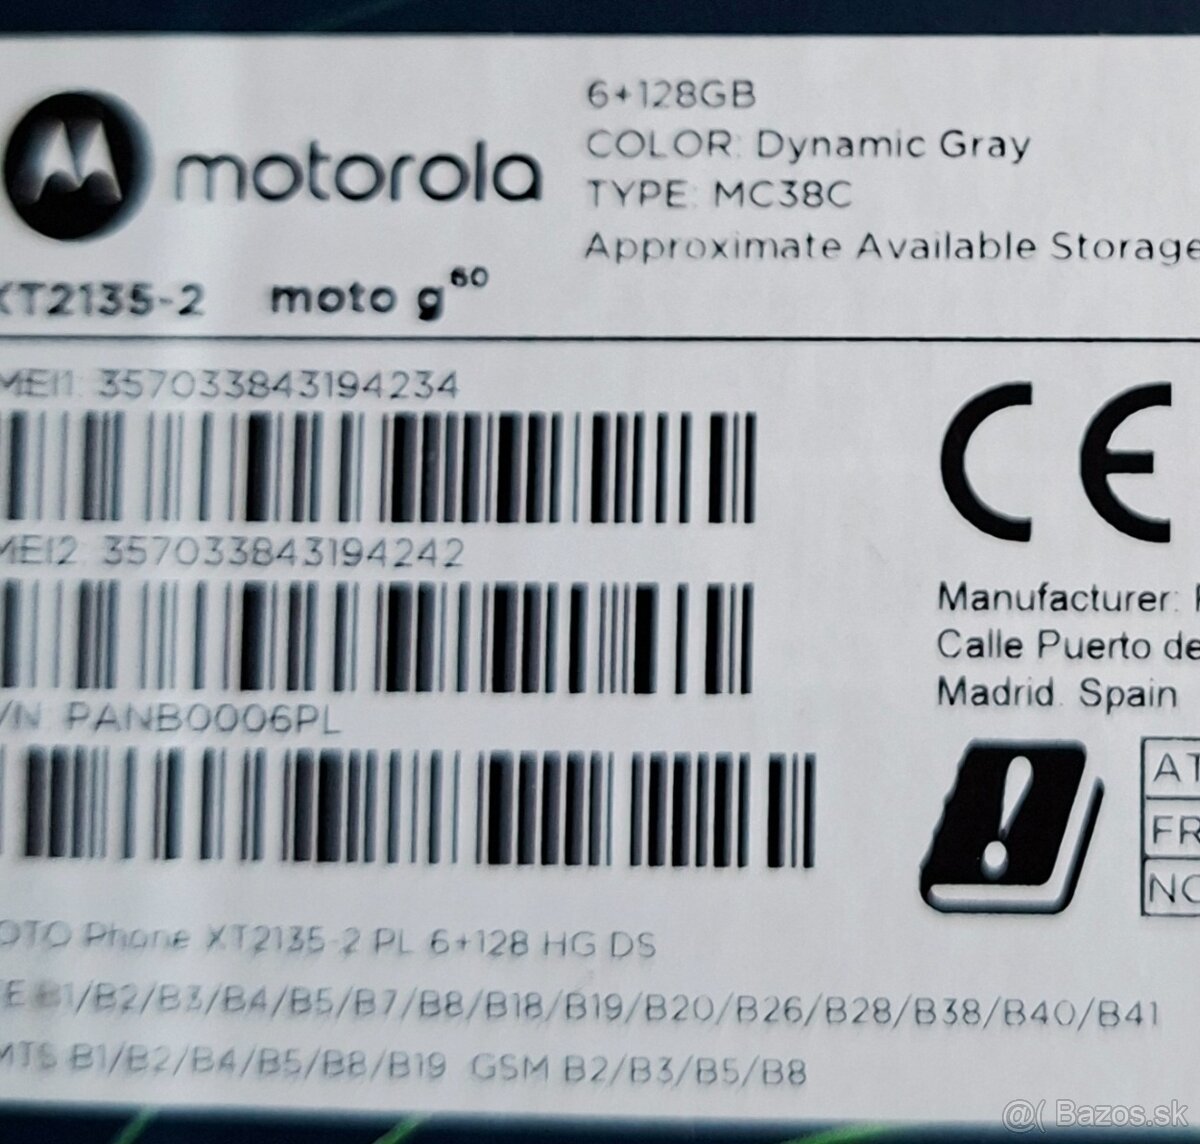 motorola
6+128GB
COLOR: Dynamic Gray
TYPE: MC38C
Approximate Available Storage
XT2135-2 moto g60
MEI1: 357033843194234
MEI2: 357033843194242
/N: PANB0006PL
CE
Manufacturer:
Calle Puerto de
Madrid. Spain
AT
FR
NO
OTO Phone XT2135-2 PL 6+128 HG DS
E B1/B2/B3/B4/B5/B7/B8/B18/B19/B20/B26/B28/B38/B40/B41
MTS B1/B2/B4/B5/B8/B19 GSM B2/B3/B5/B8
@( Bazos.sk